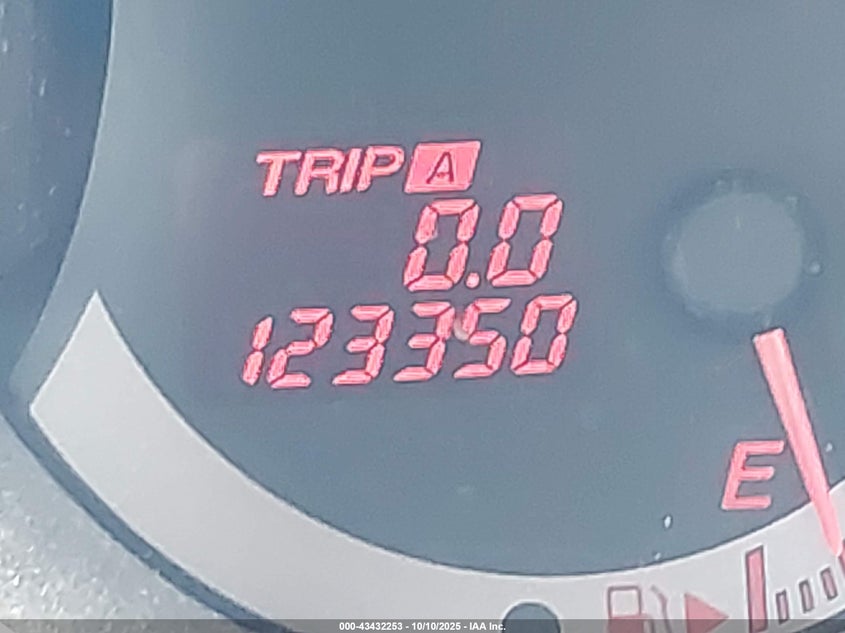 TRIP A
0.0
123350
E
000-43432253 - 10/10/2025 - IAA Inc.